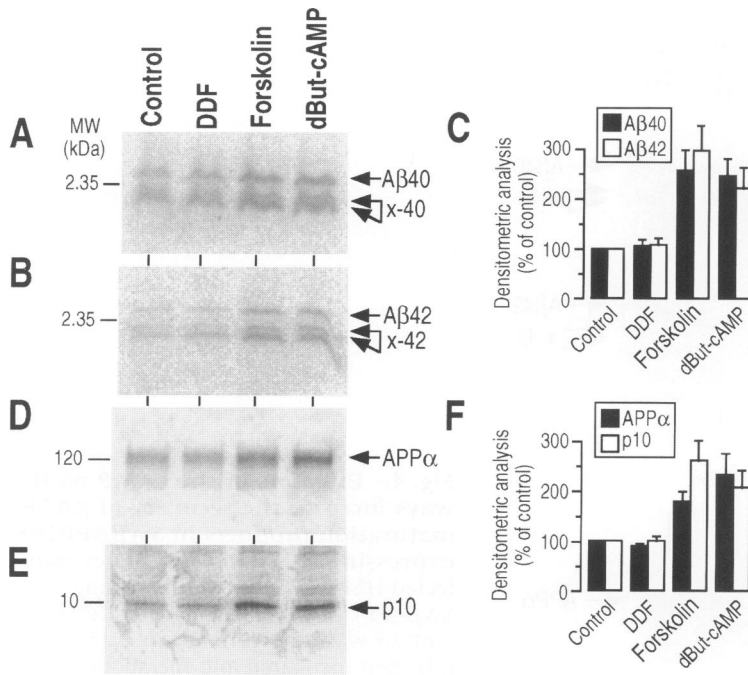 Control
DDF
Forskolin
dBut-cAMP
A
MW
(kDa)
2.35
Aβ40
x-40
B
2.35
Aβ42
x-42
D
120
APPα
E
10
p10
C
Aβ40
Aβ42
Densitometric analysis
(% of control)
300
200
100
0
Control
DDF
Forskolin
dBut-cAMP
F
APPα
p10
Densitometric analysis
(% of control)
300
200
100
0
Control
DDF
Forskolin
dBut-cAMP